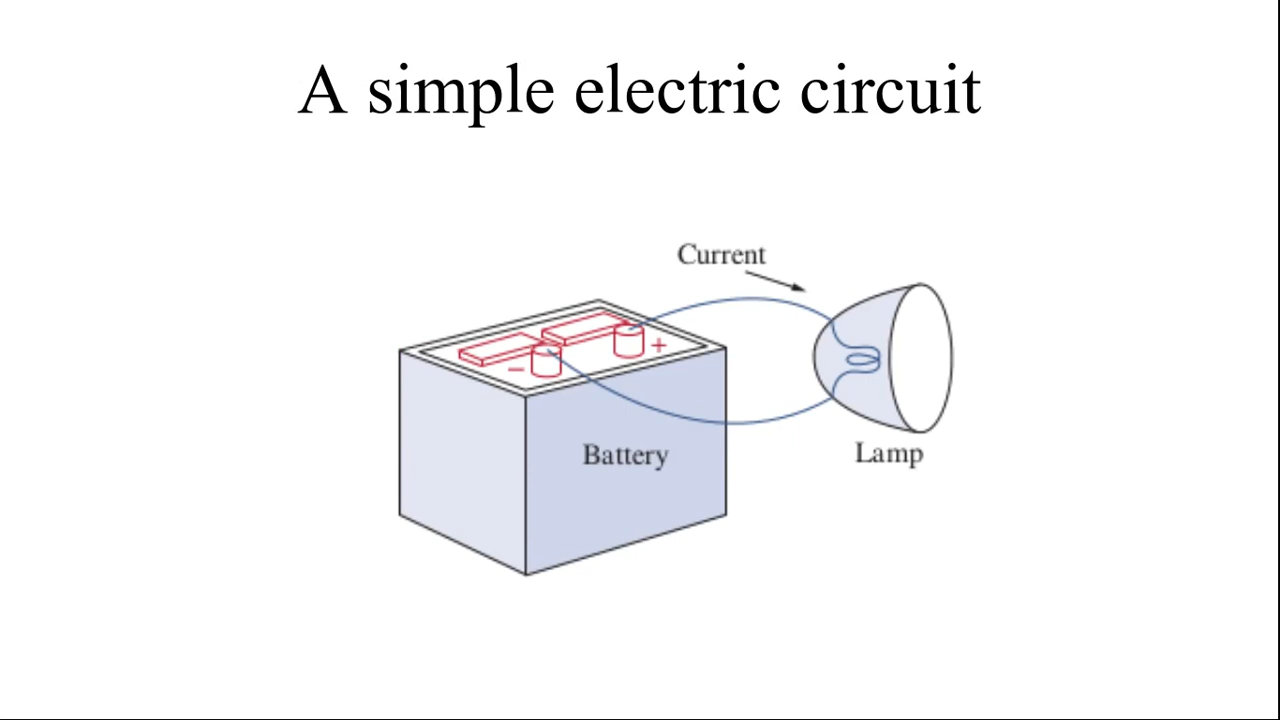 A simple electric circuit
Current
+
−
Battery
Lamp